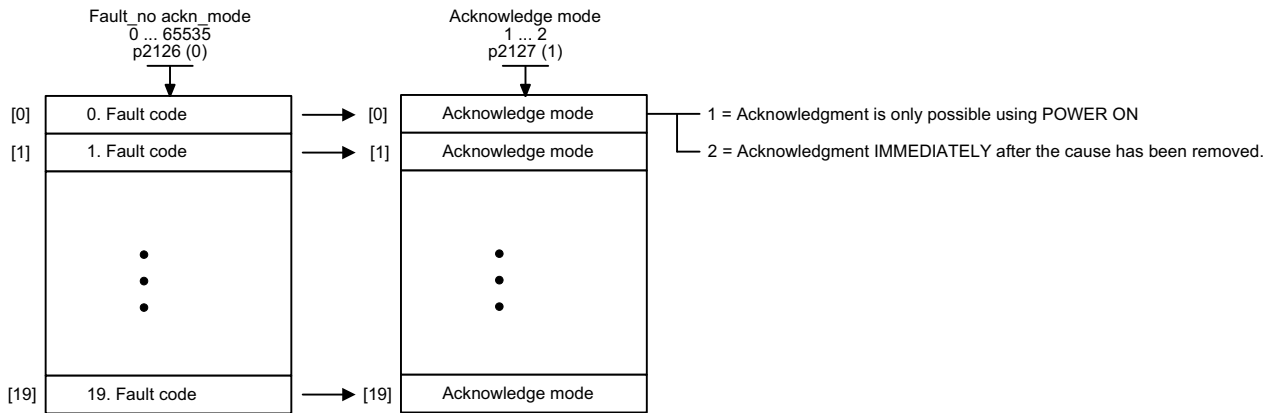 Fault_no ackn_mode
0 ... 65535
p2126 (0)
Acknowledge mode
1 ... 2
p2127 (1)
[0] 0. Fault code [0] Acknowledge mode 1 = Acknowledgment is only possible using POWER ON
[1] 1. Fault code [1] Acknowledge mode 2 = Acknowledgment IMMEDIATELY after the cause has been removed.
[19] 19. Fault code [19] Acknowledge mode